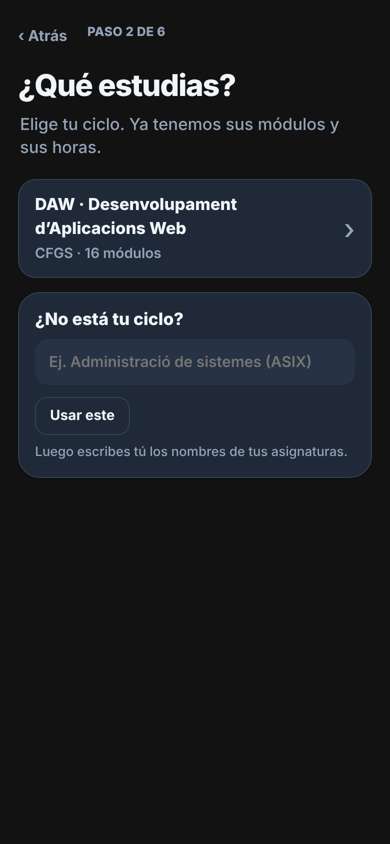 ‹ Atrás
PASO 2 DE 6
¿Qué estudias?
Elige tu ciclo. Ya tenemos sus módulos y
sus horas.
DAW · Desenvolupament
d’Aplicacions Web
CFGS · 16 módulos
›
¿No está tu ciclo?
Ej. Administració de sistemes (ASIX)
Usar este
Luego escribes tú los nombres de tus asignaturas.